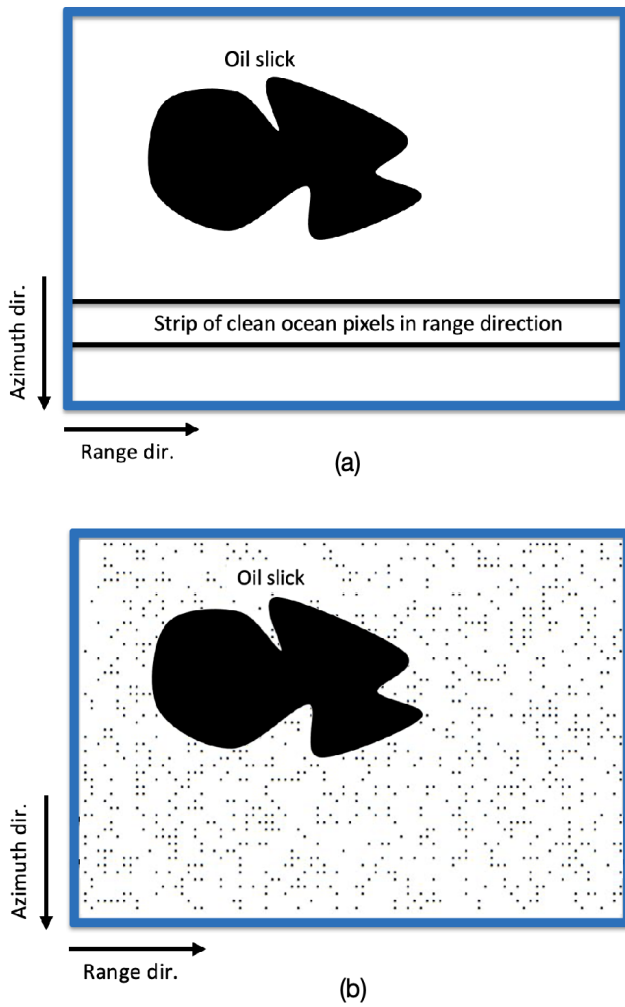 Oil slick
Strip of clean ocean pixels in range direction
Azimuth dir.
Range dir.
(a)
Oil slick
Azimuth dir.
Range dir.
(b)